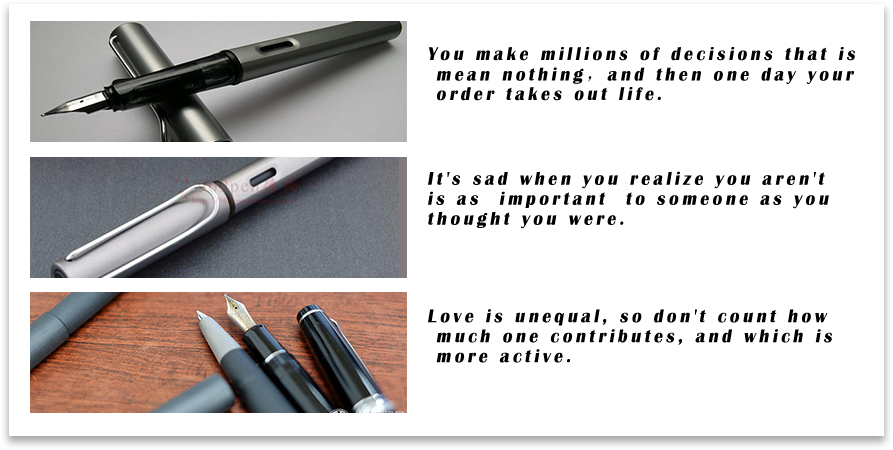 You make millions of decisions that is
mean nothing, and then one day your
order takes out life.
It's sad when you realize you aren't
is as important to someone as you
thought you were.
Love is unequal, so don't count how
much one contributes, and which is
more active.